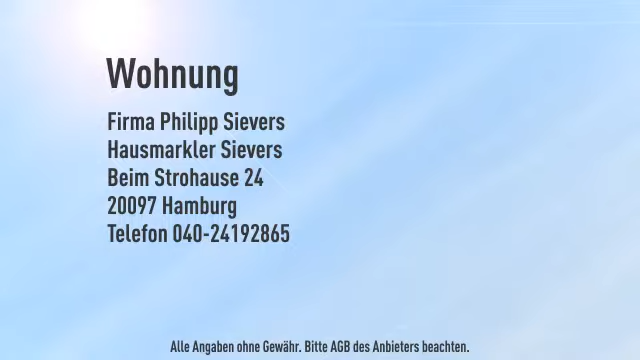 Wohnung
Firma Philipp Sievers
Hausmarkler Sievers
Beim Strohause 24
20097 Hamburg
Telefon 040-24192865
Alle Angaben ohne Gewähr. Bitte AGB des Anbieters beachten.